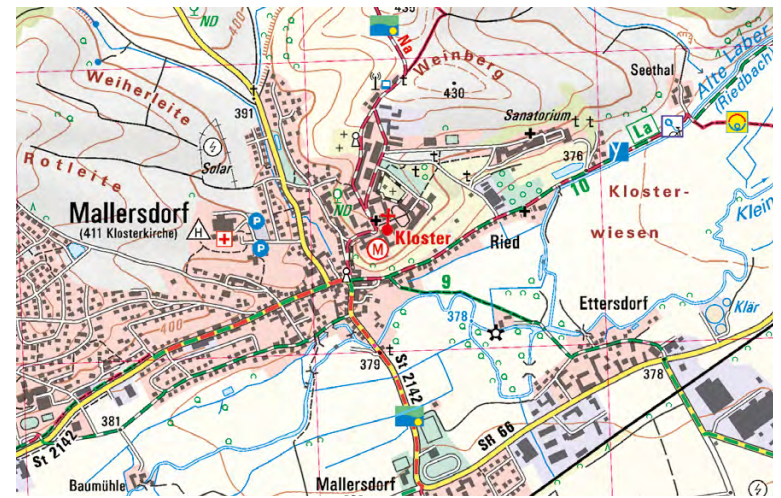 ND
400
435
Na
Weinberg
430
Weiherleite
391
Seethal
Alte Laber
(Riedbach)
Sanatorium
376
La
Solar
Rotleite
10
Kloster-
wiesen
Klein
Mallersdorf
(411 Klosterkirche)
H
P
P
ND
Kloster
M
Ried
9
378
Ettersdorf
Klär
400
379
St 2142
378
381
St 2142
SR 66
Baumühle
Mallersdorf